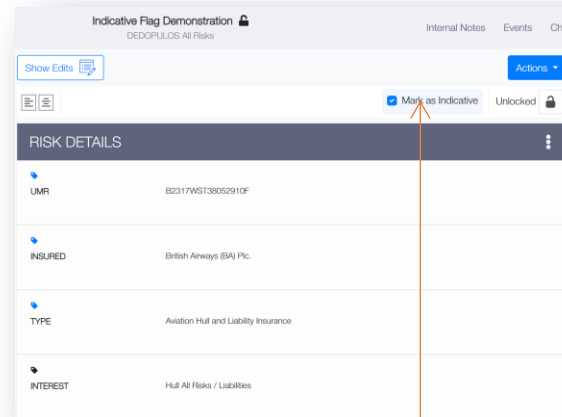 Indicative Flag Demonstration
DEDOPULOS All Risks
Internal Notes Events Ch
Show Edits
Actions
Mark as Indicative Unlocked
RISK DETAILS
UMR B2317WST38052910F
INSURED British Airways (BA) Plc.
TYPE Aviation Hull and Liability Insurance
INTEREST Hull All Risks / Liabilities